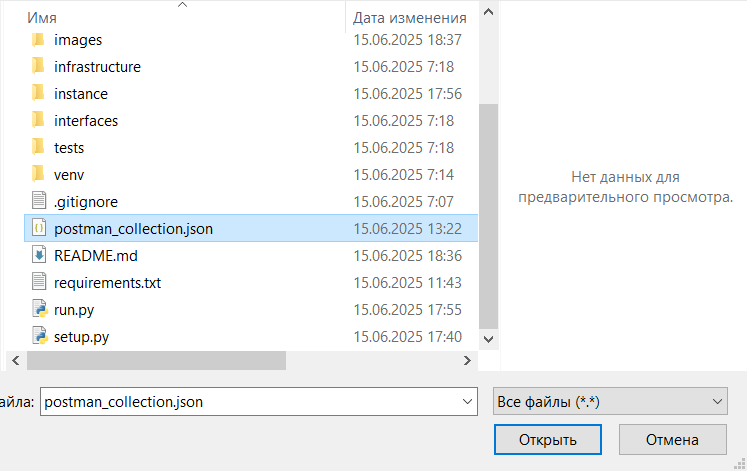 Имя Дата изменения
images 15.06.2025 18:37
infrastructure 15.06.2025 7:18
instance 15.06.2025 17:56
interfaces 15.06.2025 7:18
tests 15.06.2025 7:18
venv 15.06.2025 7:14
.gitignore 15.06.2025 7:07
postman_collection.json 15.06.2025 13:22
README.md 15.06.2025 18:36
requirements.txt 15.06.2025 11:43
run.py 15.06.2025 17:55
setup.py 15.06.2025 17:40
Нет данных для
предварительного просмотра.
айла: postman_collection.json Все файлы (*.*)
Открыть Отмена